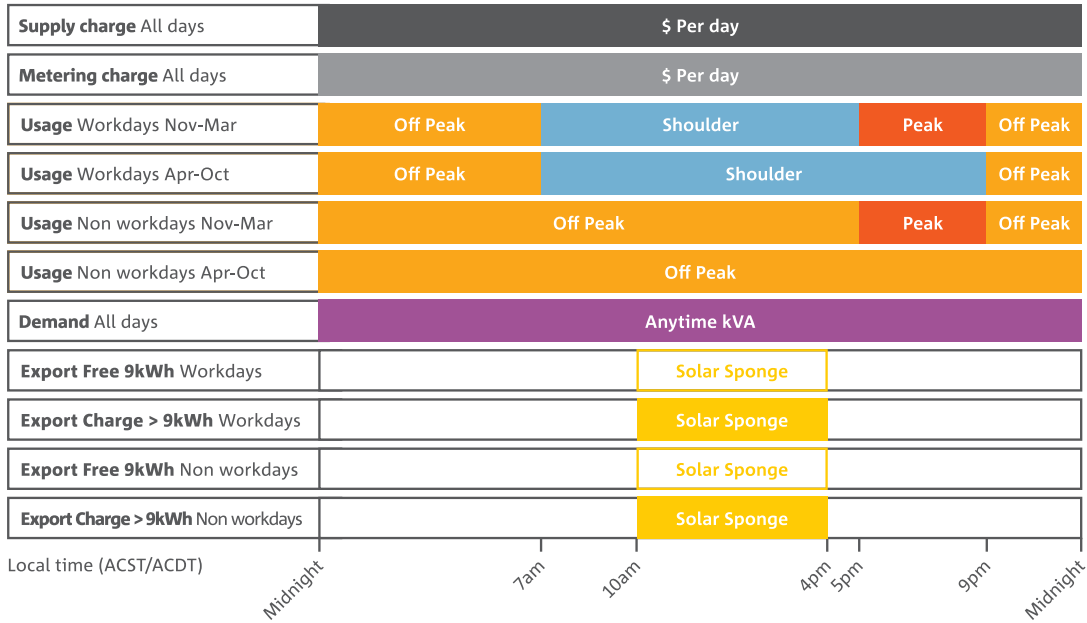 Supply charge All days $ Per day
Metering charge All days $ Per day
Usage Workdays Nov-Mar Off Peak Shoulder Peak Off Peak
Usage Workdays Apr-Oct Off Peak Shoulder Off Peak
Usage Non workdays Nov-Mar Off Peak Peak Off Peak
Usage Non workdays Apr-Oct Off Peak
Demand All days Anytime kVA
Export Free 9kWh Workdays Solar Sponge
Export Charge > 9kWh Workdays Solar Sponge
Export Free 9kWh Non workdays Solar Sponge
Export Charge > 9kWh Non workdays Solar Sponge
Local time (ACST/ACDT) Midnight 7am 10am 4pm 5pm 9pm Midnight